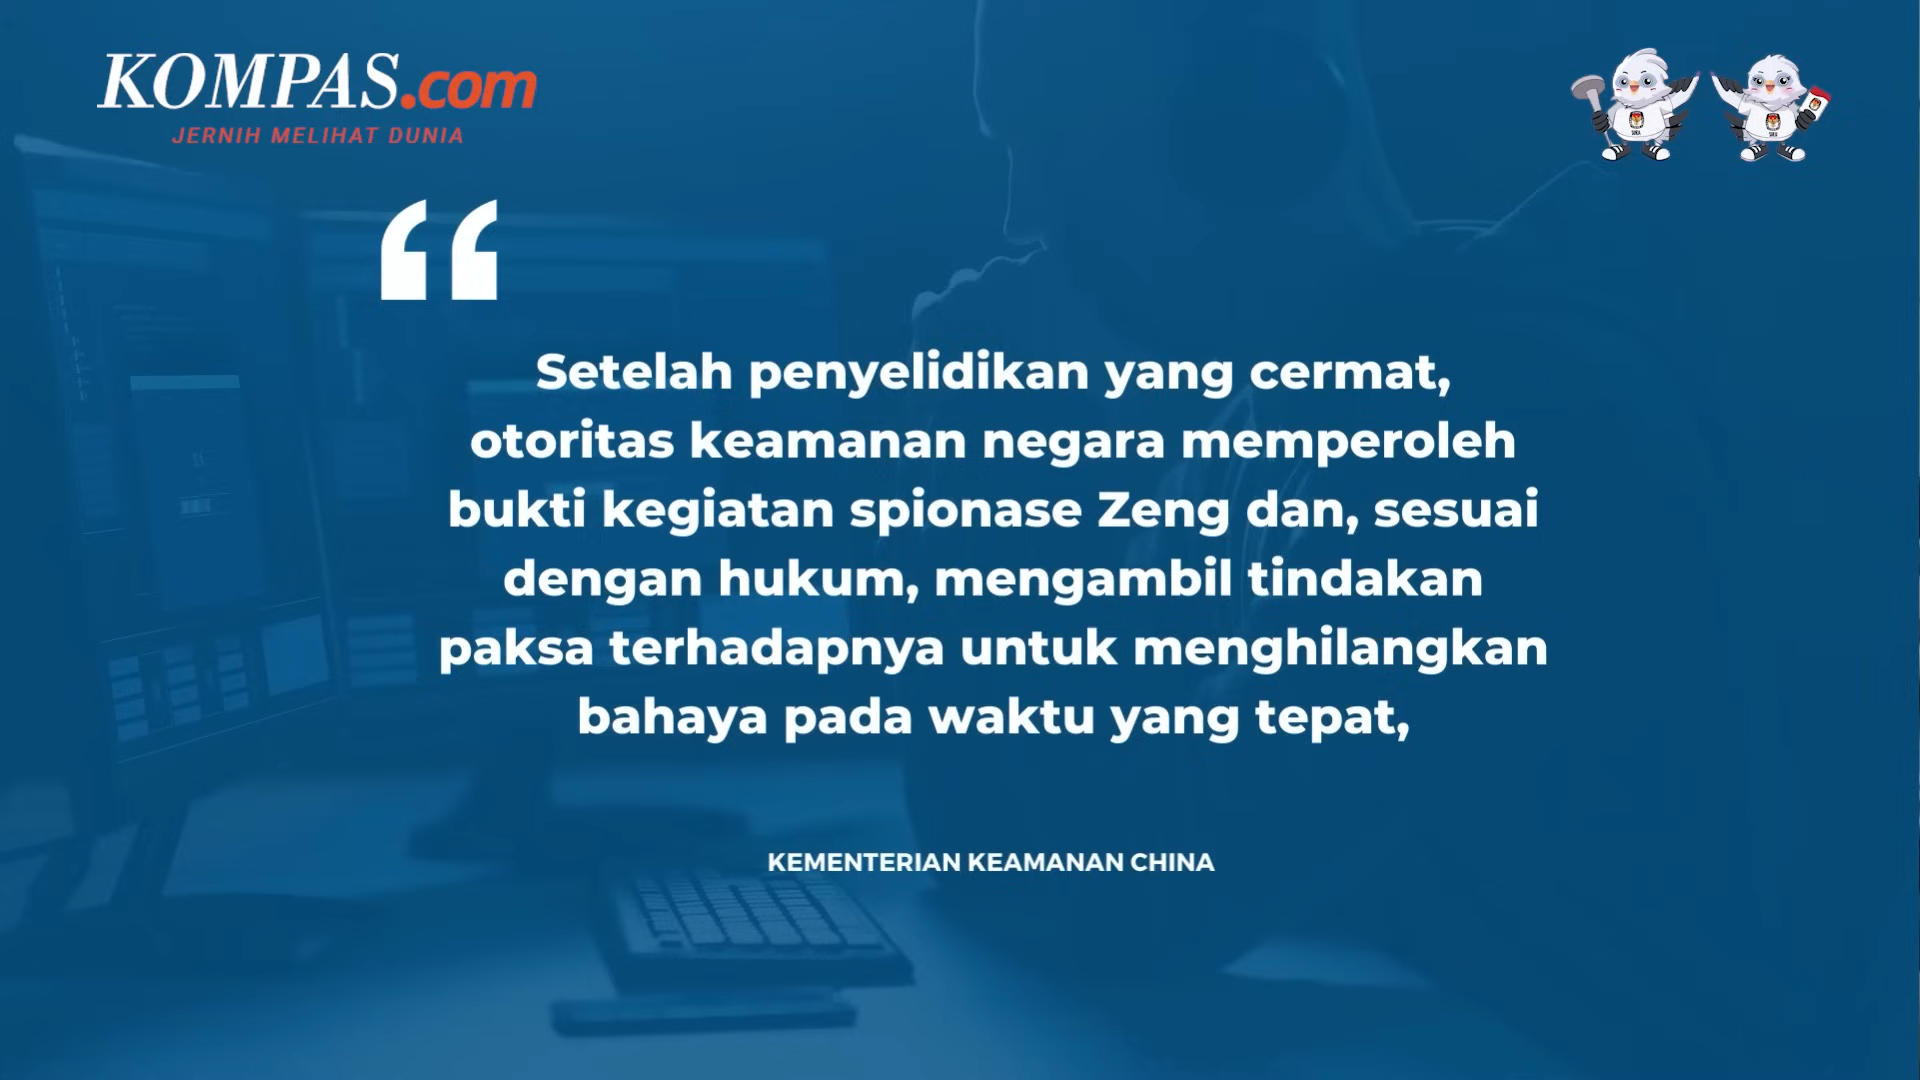 KOMPAS.com
JERNIH MELIHAT DUNIA
“
Setelah penyelidikan yang cermat,
otoritas keamanan negara memperoleh
bukti kegiatan spionase Zeng dan, sesuai
dengan hukum, mengambil tindakan
paksa terhadapnya untuk menghilangkan
bahaya pada waktu yang tepat,
KEMENTERIAN KEAMANAN CHINA